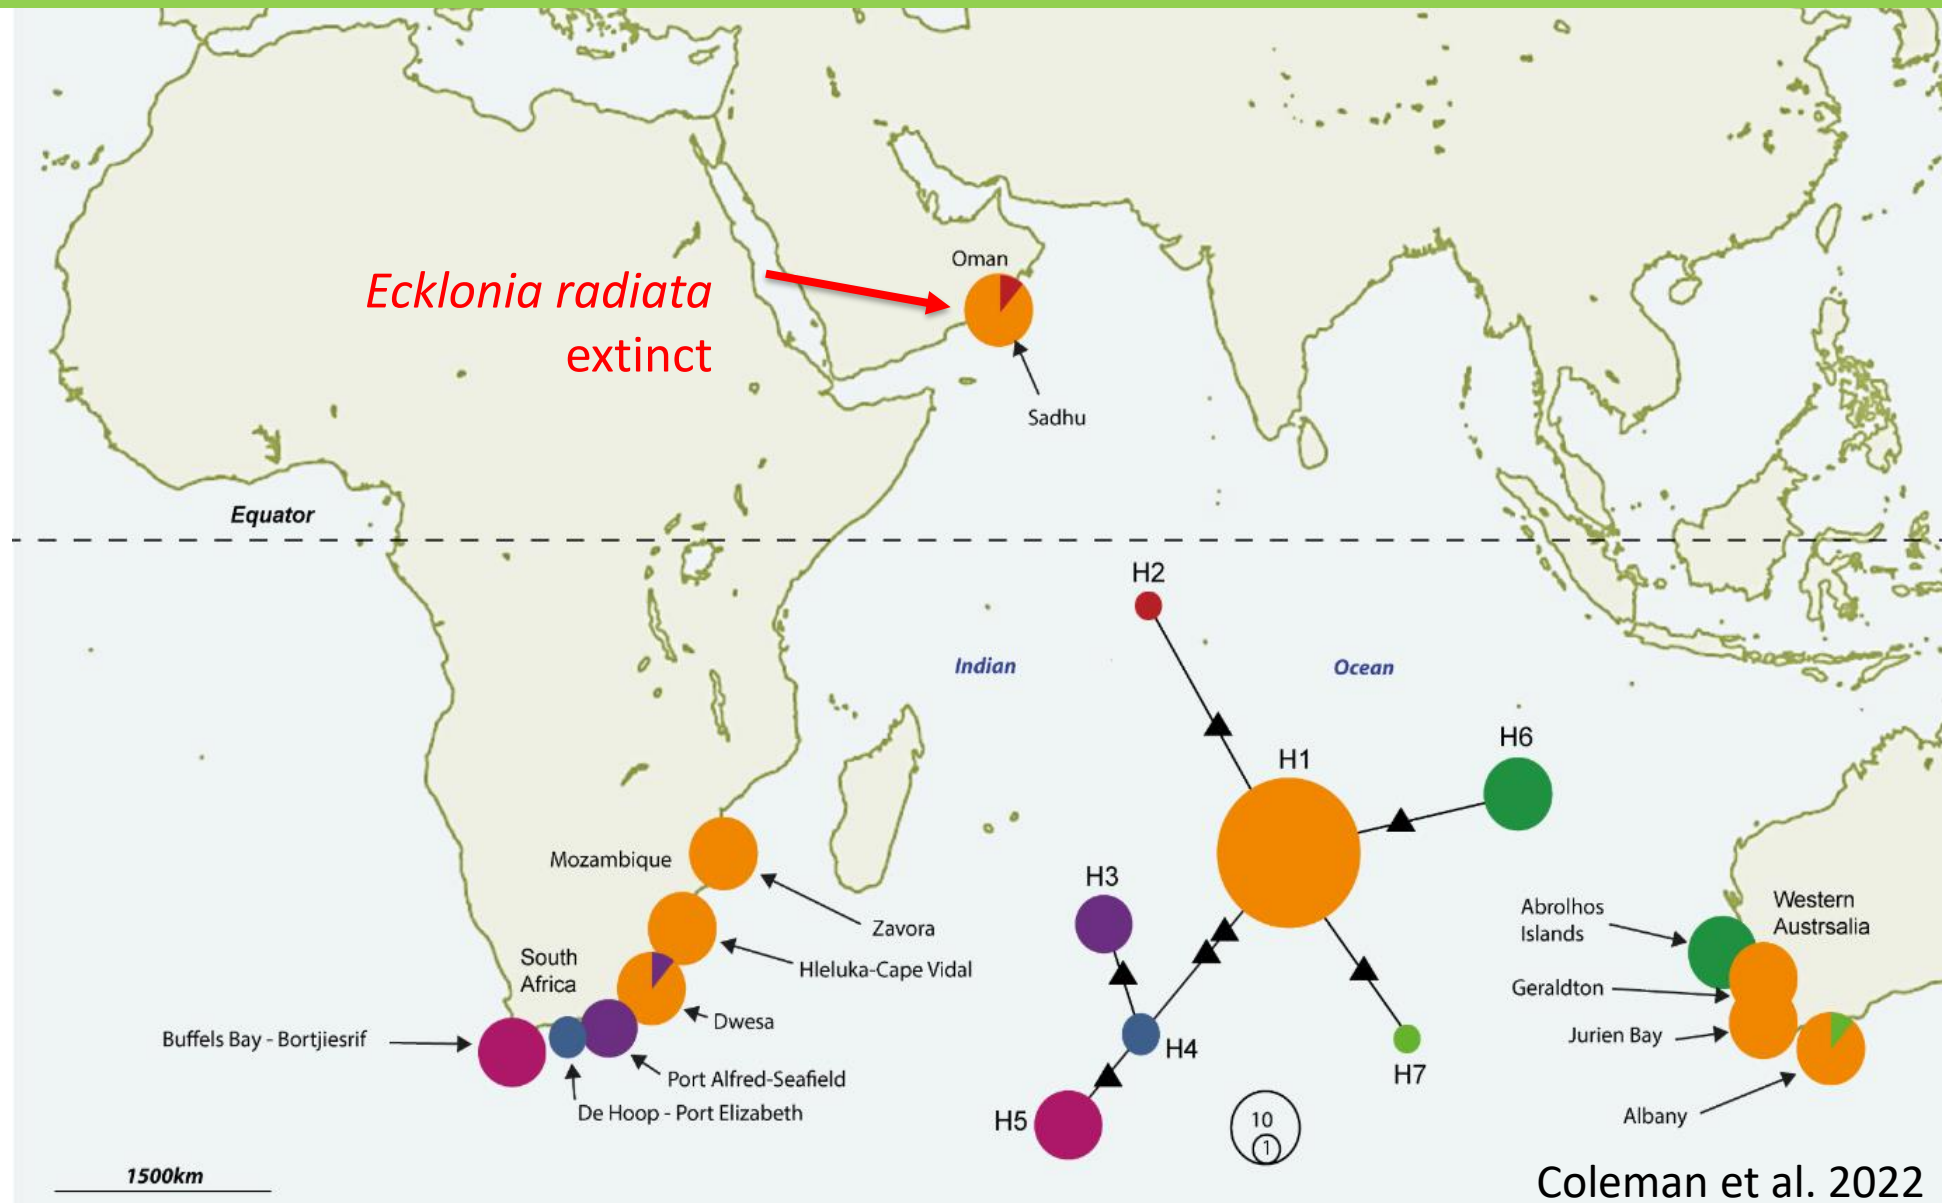 Oman
Ecklonia radiata
extinct
Sadhu
Equator
H2
Indian
Ocean
H6
H1
Mozambique
H3
Abrolhos
Islands
Western
Austrsalia
Zavora
South
Africa
Hleluka-Cape Vidal
Geraldton
Dwesa
Buffels Bay - Bortjiesrif
Jurien Bay
H4
Port Alfred-Seafield
H7
De Hoop - Port Elizabeth
H5
10
1
Albany
1500km
Coleman et al. 2022